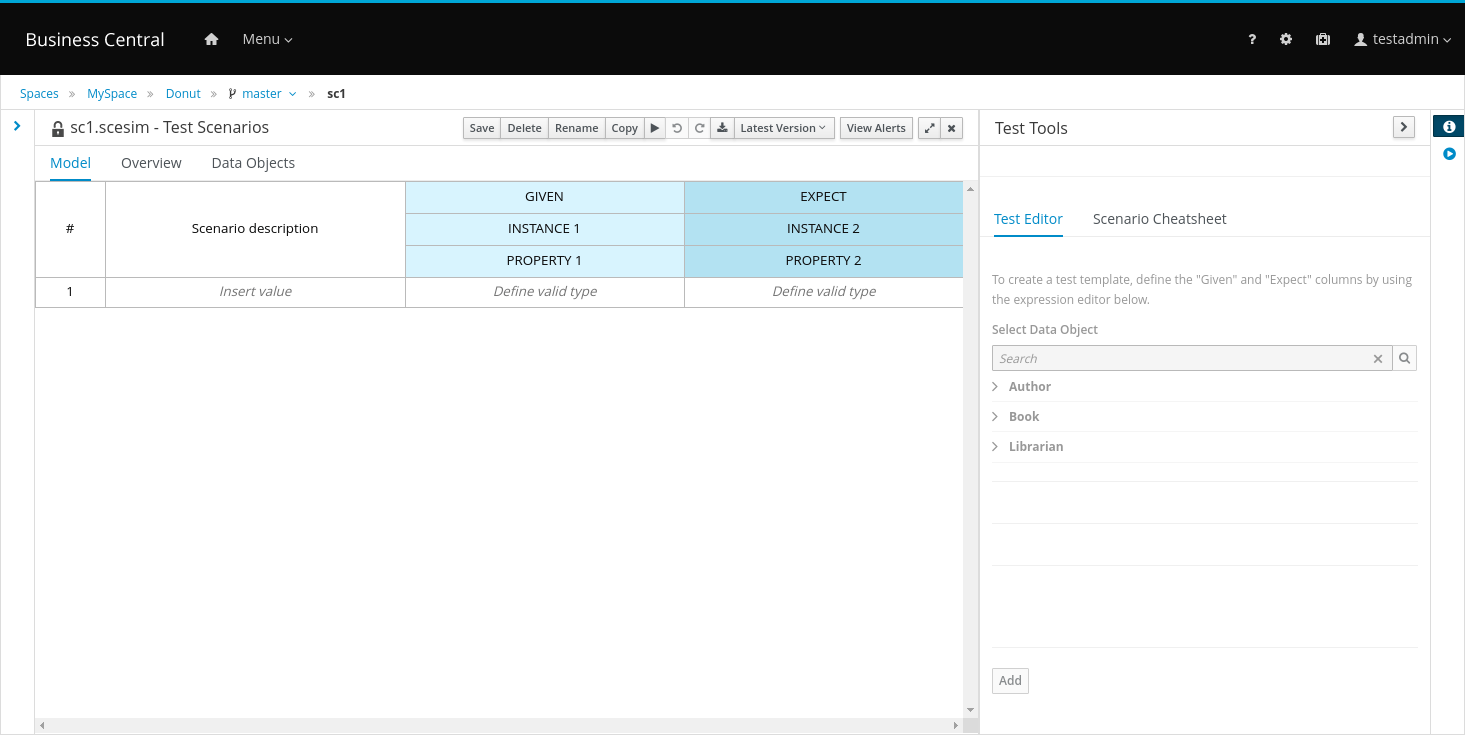 Business Central
Menu
?
testadmin
Spaces » MySpace » Donut » master » sc1
sc1.scesim - Test Scenarios
Save
Delete
Rename
Copy
Latest Version
View Alerts
Model
Overview
Data Objects
#
Scenario description
GIVEN
EXPECT
INSTANCE 1
INSTANCE 2
PROPERTY 1
PROPERTY 2
1
Insert value
Define valid type
Define valid type
Test Tools
Test Editor
Scenario Cheatsheet
To create a test template, define the "Given" and "Expect" columns by using
the expression editor below.
Select Data Object
Search
Author
Book
Librarian
Add